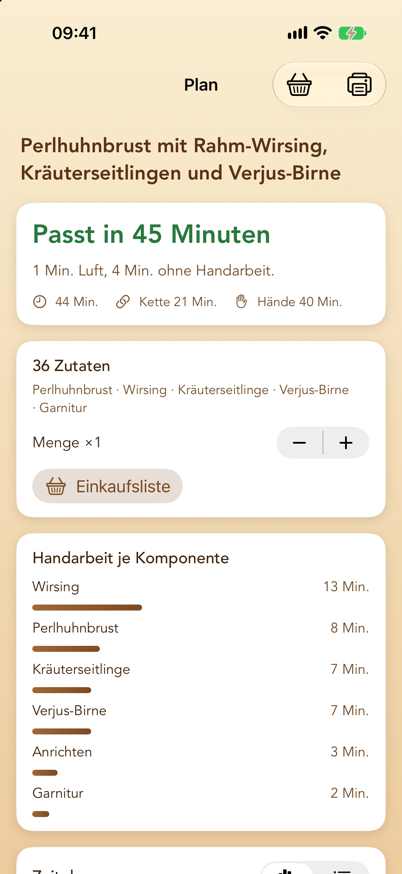 09:41
Plan
Perlhuhnbrust mit Rahm-Wirsing,
Kräuterseitlingen und Verjus-Birne
Passt in 45 Minuten
1 Min. Luft, 4 Min. ohne Handarbeit.
44 Min. Kette 21 Min. Hände 40 Min.
36 Zutaten
Perlhuhnbrust · Wirsing · Kräuterseitlinge · Verjus-Birne
· Garnitur
Menge ×1
Einkaufsliste
Handarbeit je Komponente
Wirsing 13 Min.
Perlhuhnbrust 8 Min.
Kräuterseitlinge 7 Min.
Verjus-Birne 7 Min.
Anrichten 3 Min.
Garnitur 2 Min.